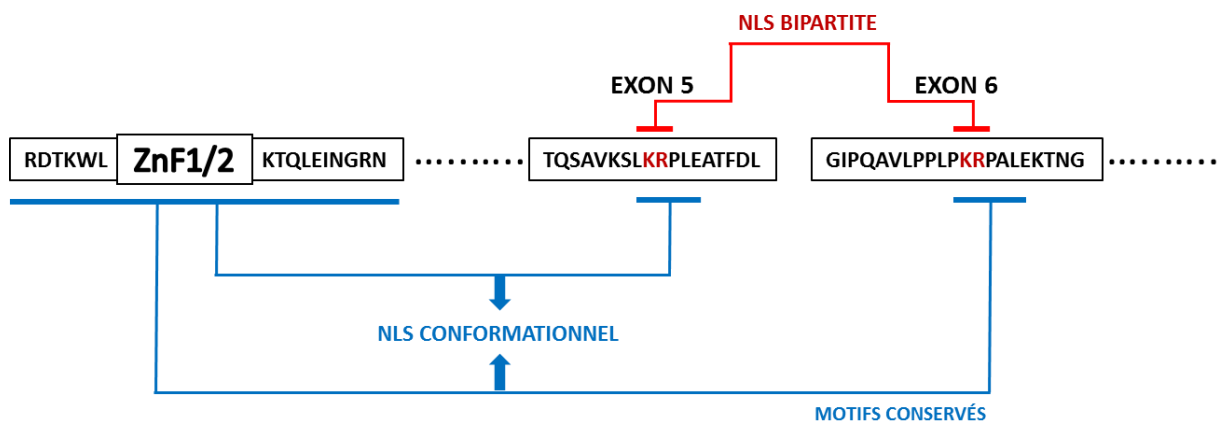 NLS BIPARTITE
EXON 5 EXON 6
RDTKWL ZnF1/2 KTQLEINGRN ............ TQSAVKSLKRPLEATFDL GIPQAVLPPLPKRPALEKTNG ............
NLS CONFORMATIONNEL
MOTIFS CONSERVÉS